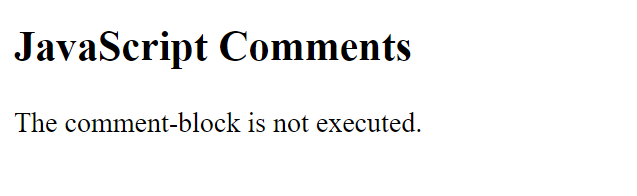 JavaScript Comments
The comment-block is not executed.